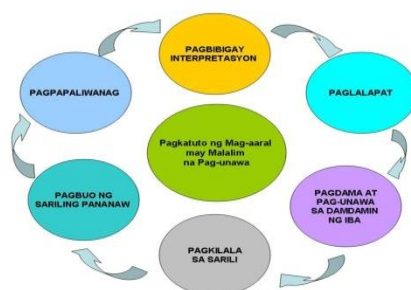 PAGBIBIGAY
INTERPRETASYON
PAGLALAPAT
PAGDAMA AT
PAG-UNAWA
SA DAMDAMIN
NG IBA
PAGKILALA
SA SARILI
PAGBUO NG
SARILING PANANAW
PAGPAPALIWANAG
Pagkatuto ng Mag-aaral
may Malalim
na Pag-unawa